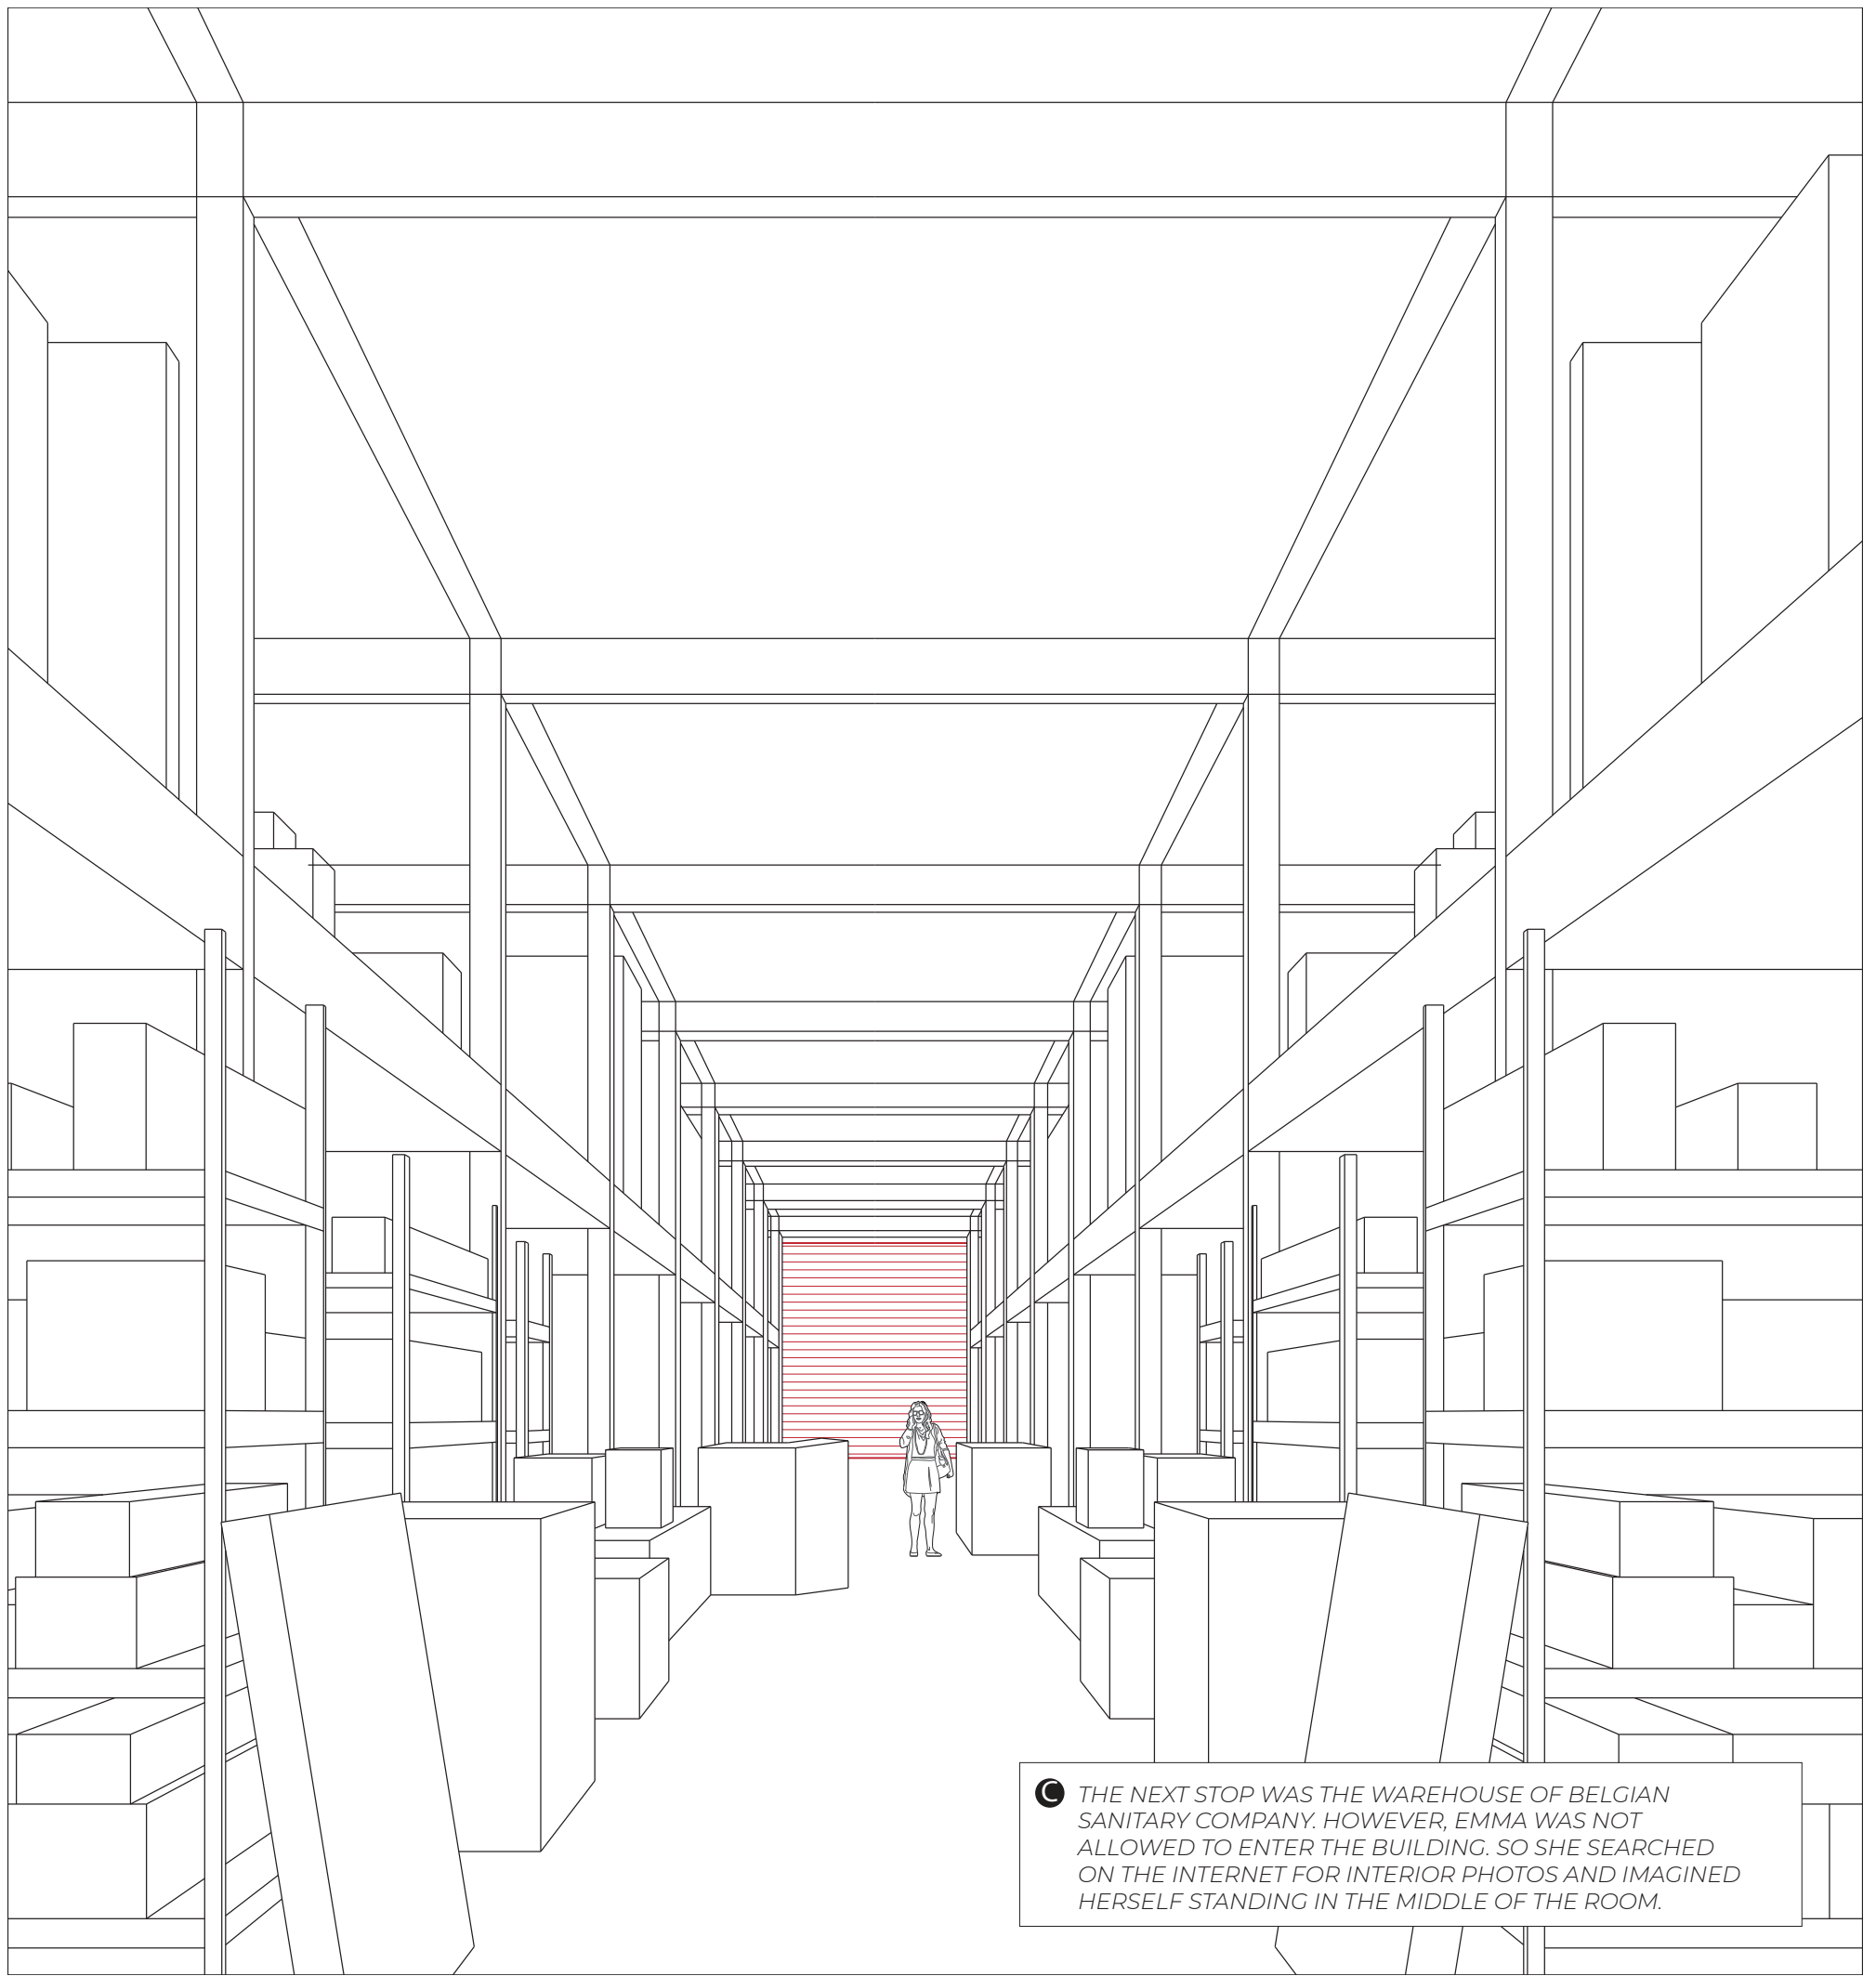 C THE NEXT STOP WAS THE WAREHOUSE OF BELGIAN
SANITARY COMPANY. HOWEVER, EMMA WAS NOT
ALLOWED TO ENTER THE BUILDING. SO SHE SEARCHED
ON THE INTERNET FOR INTERIOR PHOTOS AND IMAGINED
HERSELF STANDING IN THE MIDDLE OF THE ROOM.